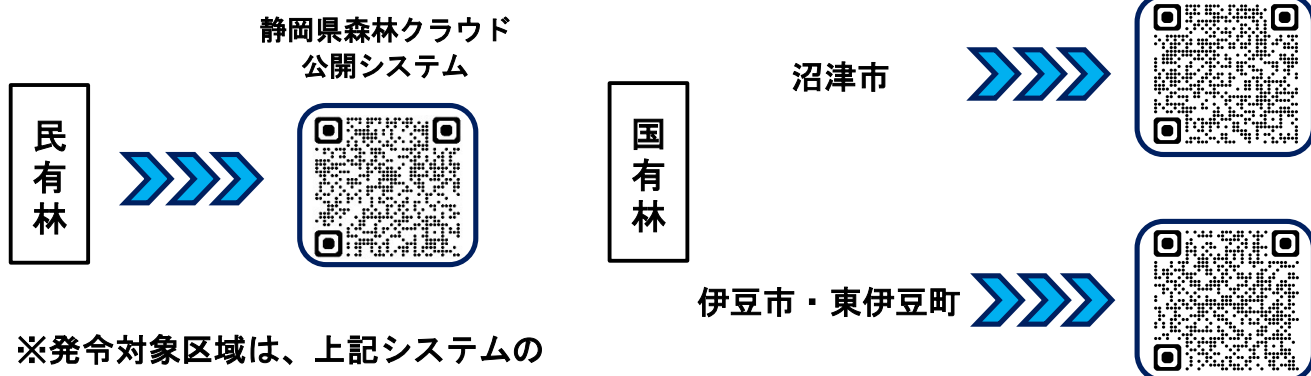 静岡県森林クラウド
公開システム
民有林
国有林
沼津市
伊豆市・東伊豆町
※発令対象区域は、上記システムの